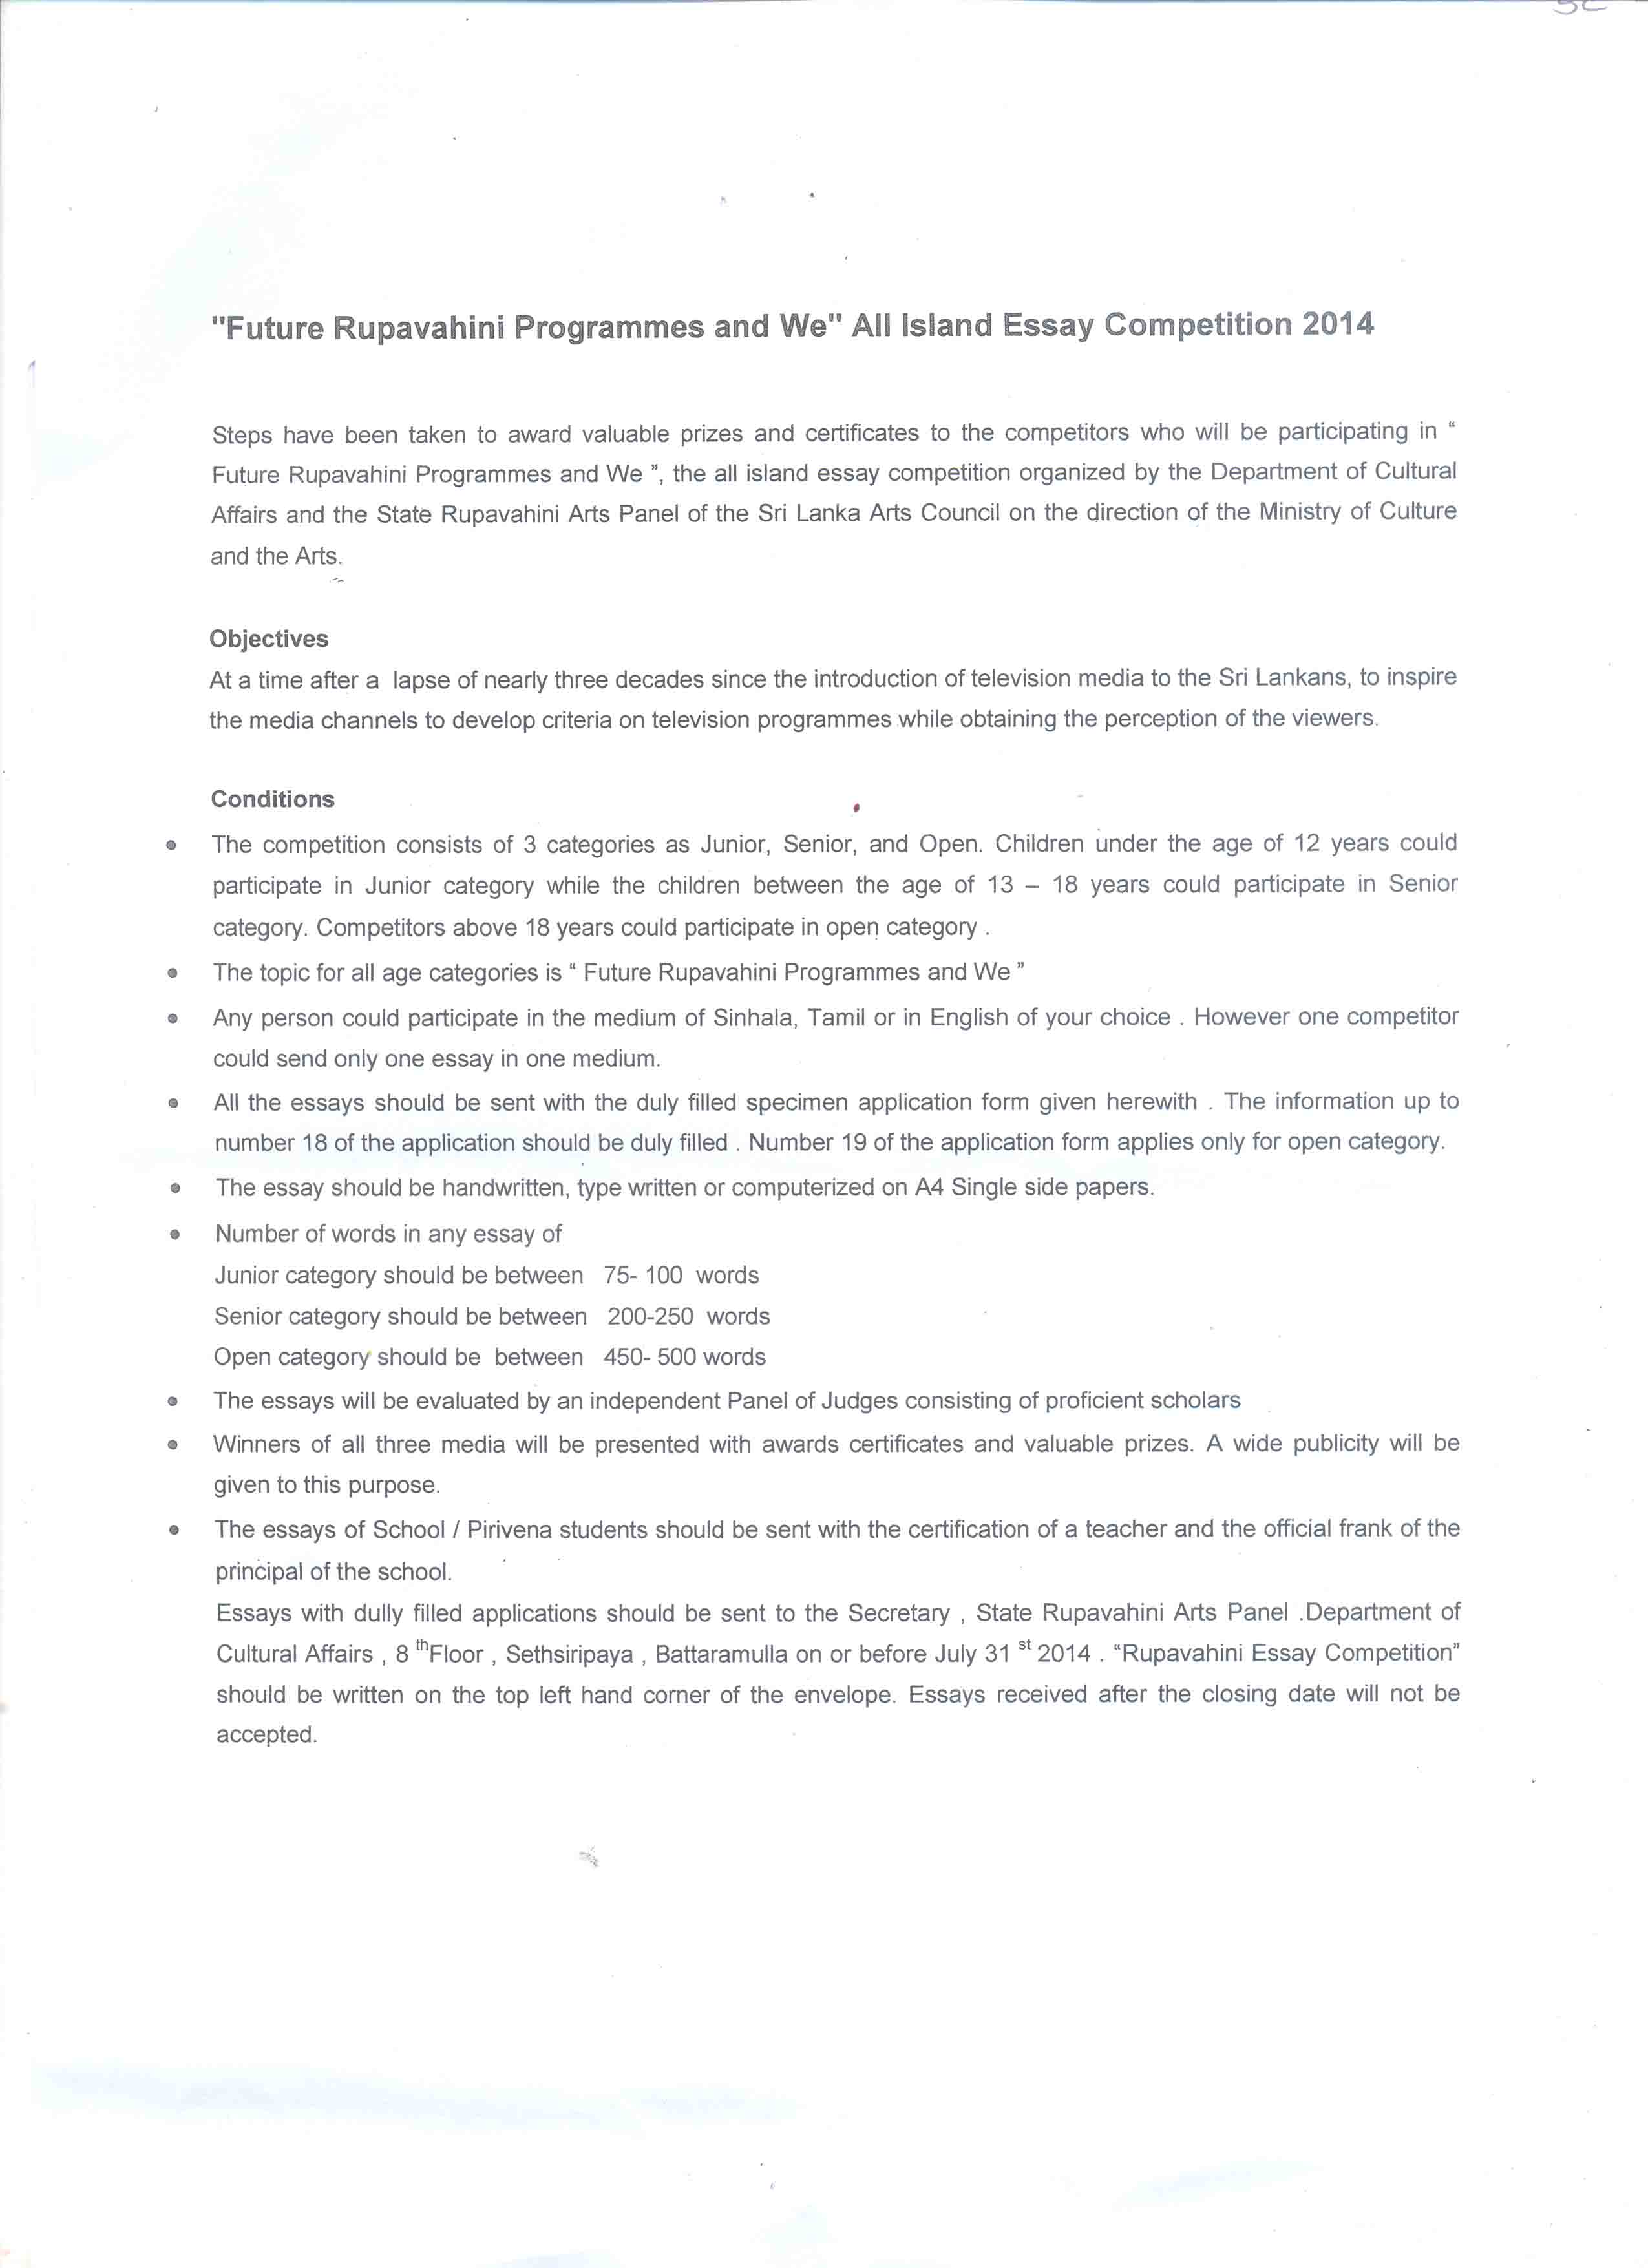 "Future Rupavahini Programmes and We" All Island Essay Competition 2014
Steps have been taken to award valuable prizes and certificates to the competitors who will be participating in “
Future Rupavahini Programmes and We ”, the all island essay competition organized by the Department of Cultural
Affairs and the State Rupavahini Arts Panel of the Sri Lanka Arts Council on the direction of the Ministry of Culture
and the Arts.
Objectives
At a time after a lapse of nearly three decades since the introduction of television media to the Sri Lankans, to inspire
the media channels to develop criteria on television programmes while obtaining the perception of the viewers.
Conditions
• The competition consists of 3 categories as Junior, Senior, and Open. Children under the age of 12 years could
participate in Junior category while the children between the age of 13 – 18 years could participate in Senior
category. Competitors above 18 years could participate in open category .
• The topic for all age categories is “ Future Rupavahini Programmes and We ”
• Any person could participate in the medium of Sinhala, Tamil or in English of your choice . However one competitor
could send only one essay in one medium.
• All the essays should be sent with the duly filled specimen application form given herewith . The information up to
number 18 of the application should be duly filled . Number 19 of the application form applies only for open category.
• The essay should be handwritten, type written or computerized on A4 Single side papers.
• Number of words in any essay of
Junior category should be between 75- 100 words
Senior category should be between 200-250 words
Open category should be between 450- 500 words
• The essays will be evaluated by an independent Panel of Judges consisting of proficient scholars
• Winners of all three media will be presented with awards certificates and valuable prizes. A wide publicity will be
given to this purpose.
• The essays of School / Pirivena students should be sent with the certification of a teacher and the official frank of the
principal of the school.
Essays with dully filled applications should be sent to the Secretary , State Rupavahini Arts Panel .Department of
Cultural Affairs , 8 thFloor , Sethsiripaya , Battaramulla on or before July 31 st 2014 . “Rupavahini Essay Competition”
should be written on the top left hand corner of the envelope. Essays received after the closing date will not be
accepted.